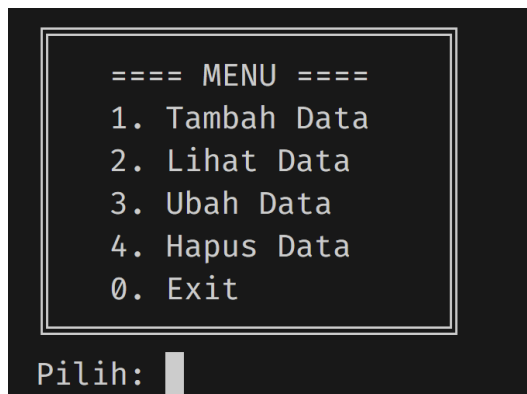 ==== MENU ====
1. Tambah Data
2. Lihat Data
3. Ubah Data
4. Hapus Data
0. Exit
Pilih: